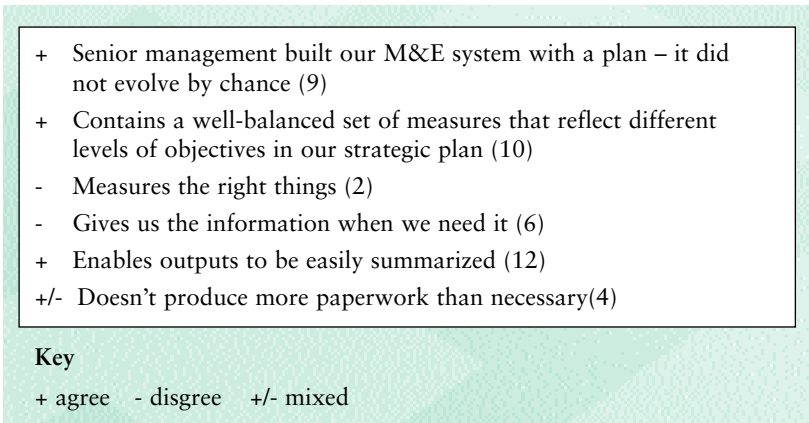 + Senior management built our M&E system with a plan – it did
not evolve by chance (9)
+ Contains a well-balanced set of measures that reflect different
levels of objectives in our strategic plan (10)
- Measures the right things (2)
- Gives us the information when we need it (6)
+ Enables outputs to be easily summarized (12)
+/- Doesn't produce more paperwork than necessary(4)
Key
+ agree - disgree +/- mixed